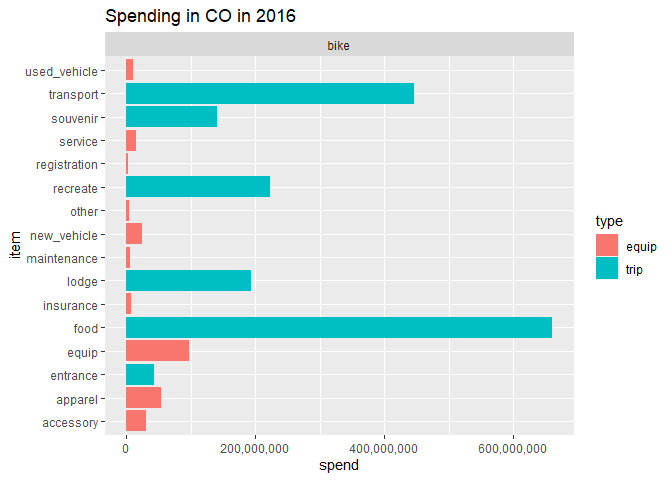 Spending in CO in 2016
bike
used_vehicle
transport
souvenir
service
registration
recreate
other
new_vehicle
maintenance
lodge
insurance
food
equip
entrance
apparel
accessory
item
0 200,000,000 400,000,000 600,000,000
spend
type
equip
trip